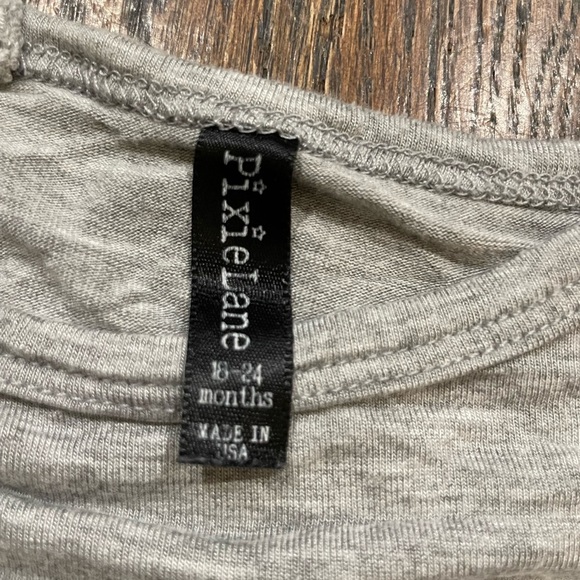 PixieLane
18-24
months
MADE IN
USA